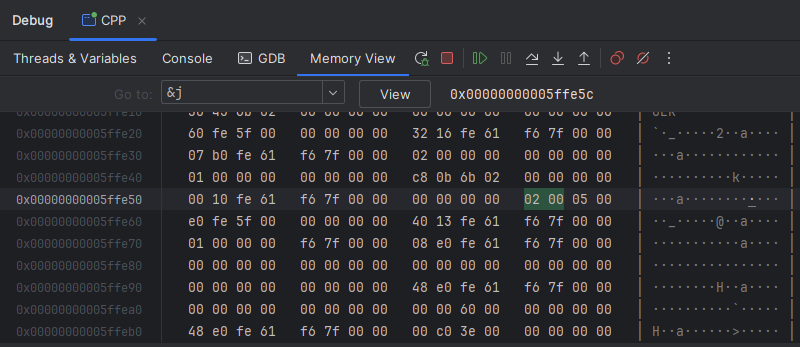 Debug CPP ×
Threads & Variables Console GDB Memory View
Go to: &j View 0x00000000005ffe5c
0x00000000005ffe20 60 fe 5f 00 00 00 00 00 32 16 fe 61 f6 7f 00 00 | `·_·····2··a···· |
0x00000000005ffe30 07 b0 fe 61 f6 7f 00 00 02 00 00 00 00 00 00 00 | ···a············ |
0x00000000005ffe40 01 00 00 00 00 00 00 00 c8 0b 6b 02 00 00 00 00 | ··········k····· |
0x00000000005ffe50 00 10 fe 61 f6 7f 00 00 00 00 00 00 02 00 05 00 | ···a·········_··· |
0x00000000005ffe60 e0 fe 5f 00 00 00 00 00 40 13 fe 61 f6 7f 00 00 | ··_·····@··a···· |
0x00000000005ffe70 01 00 00 00 f6 7f 00 00 08 e0 fe 61 f6 7f 00 00 | ···········a···· |
0x00000000005ffe80 00 00 00 00 00 00 00 00 00 00 00 00 00 00 00 00 | ················ |
0x00000000005ffe90 00 00 00 00 00 00 00 00 48 e0 fe 61 f6 7f 00 00 | ········H··a···· |
0x00000000005ffea0 00 00 00 00 00 00 00 00 00 00 60 00 00 00 00 00 | ··········`····· |
0x00000000005ffeb0 48 e0 fe 61 f6 7f 00 00 00 c0 3e 00 00 00 00 00 | H··a······>····· |